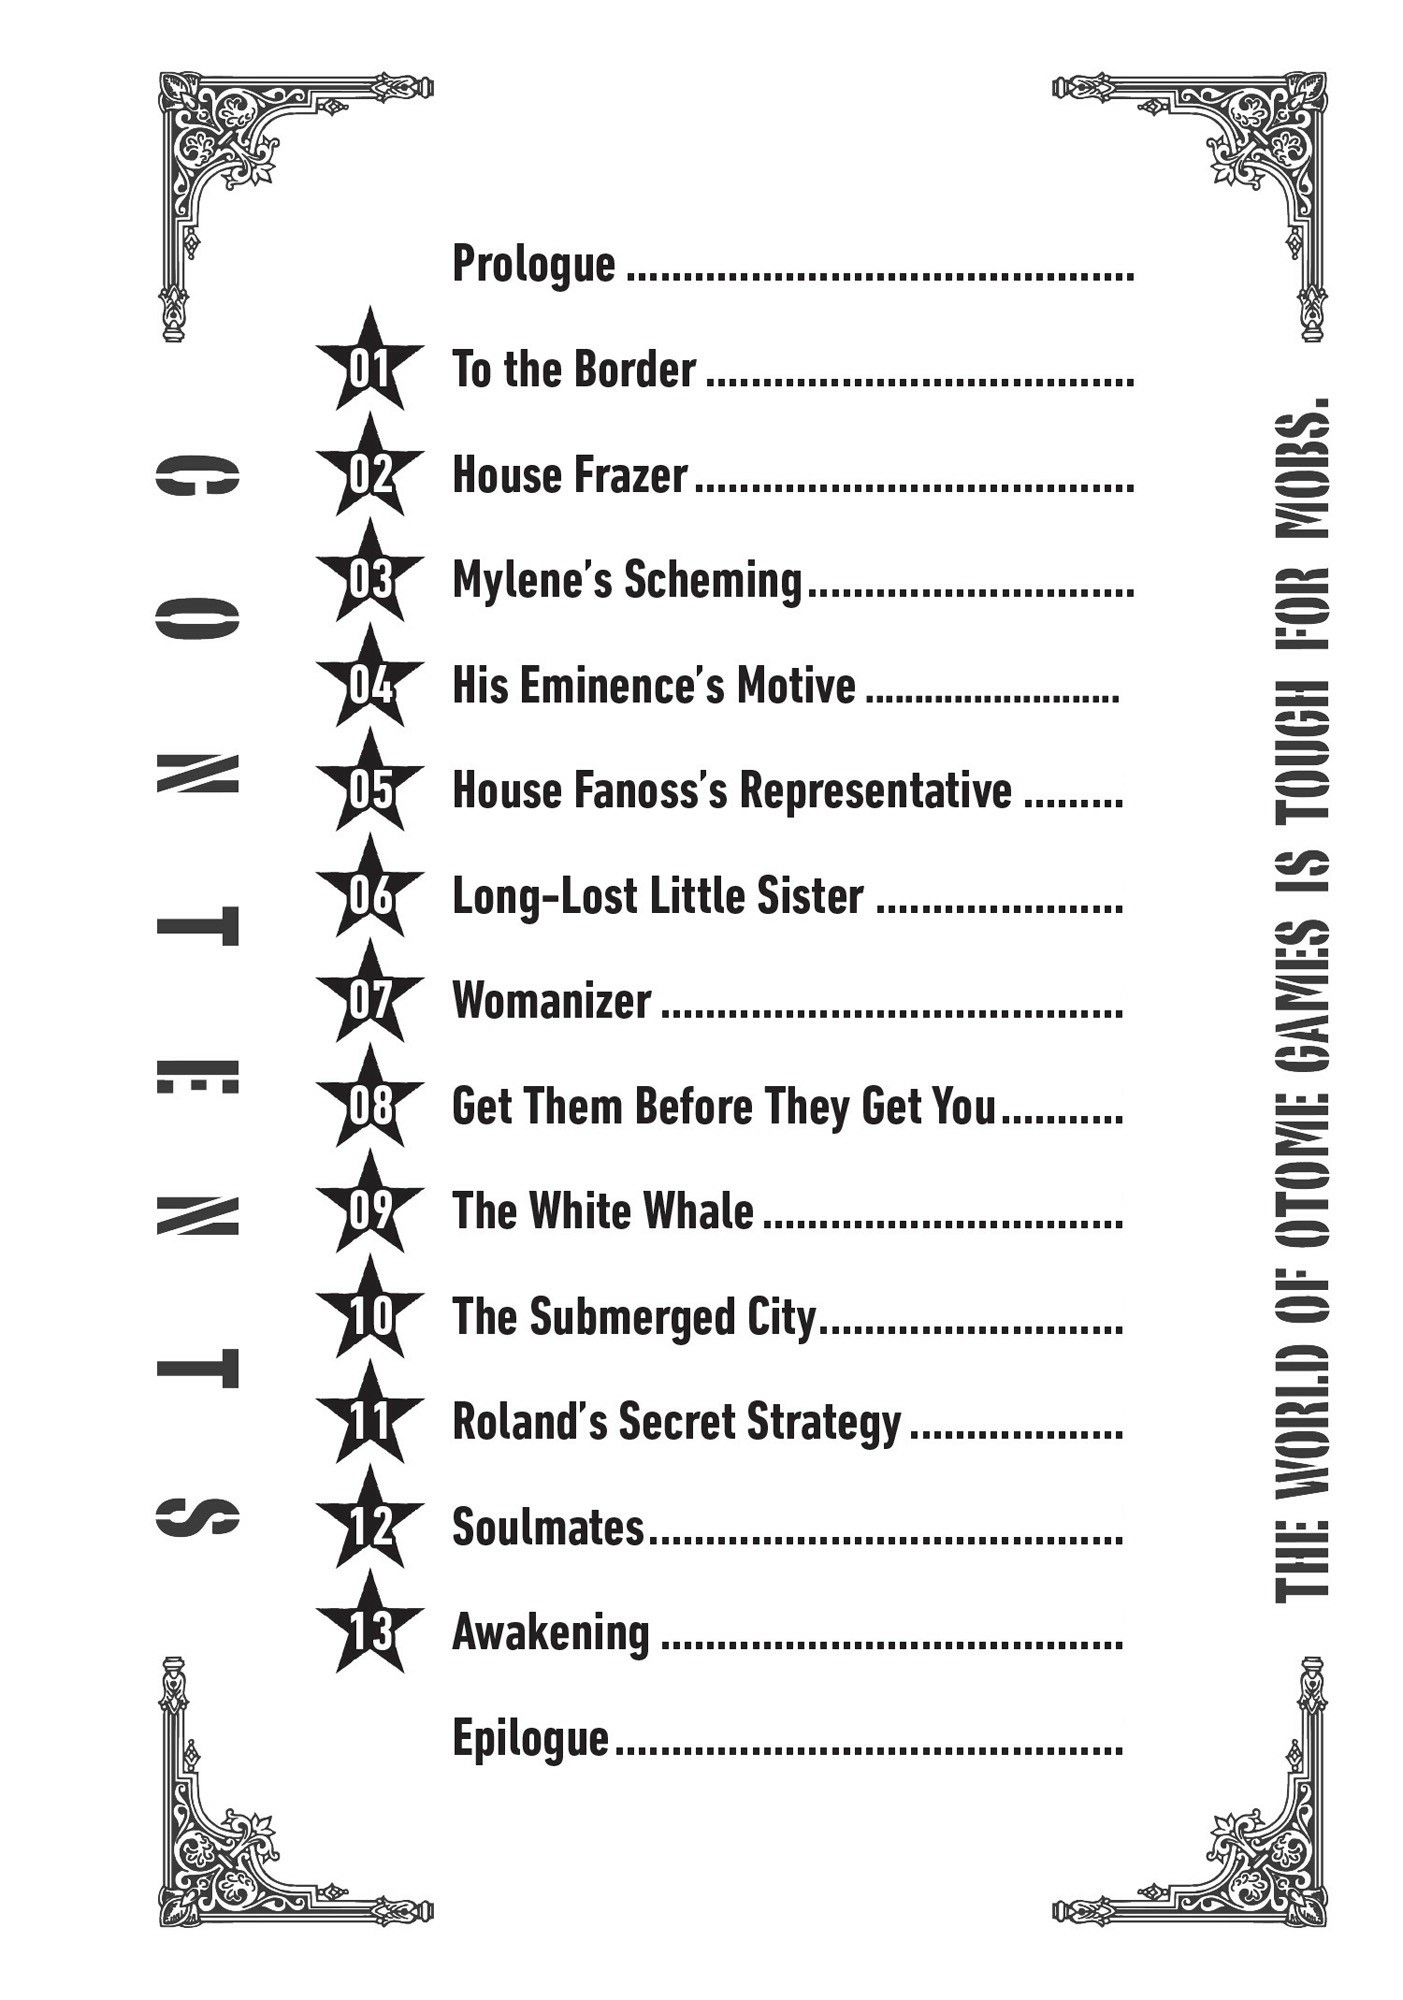 CONTENTS
Prologue ..............................................
01 To the Border .......................................
02 House Frazer ........................................
03 Mylene’s Scheming ..............................
04 His Eminence’s Motive ..........................
05 House Fanoss’s Representative .........
06 Long-Lost Little Sister ......................
07 Womanizer .........................................
08 Get Them Before They Get You ...........
09 The White Whale ................................
10 The Submerged City ...........................
11 Roland’s Secret Strategy ...................
12 Soulmates ..........................................
13 Awakening .........................................
Epilogue .............................................
THE WORLD OF OTOME GAMES IS TOUGH FOR MOBS.